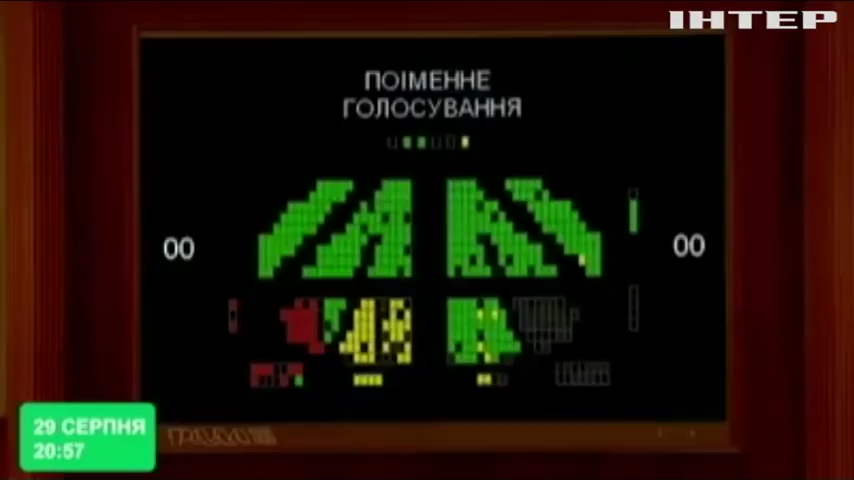 ІНТЕР
ПОІМЕННЕ
ГОЛОСУВАННЯ
00
00
29 СЕРПНЯ
20:57